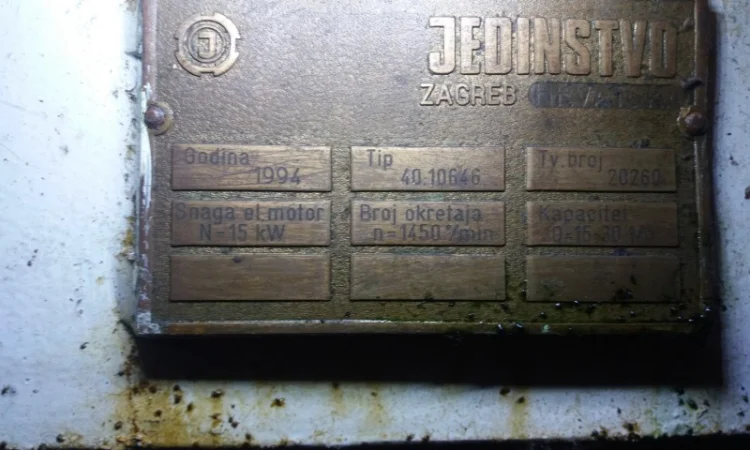 J
JEDINSTVO
ZAGREB
Godina
1994
Tip
40.10646
Tv. broj
20260
Snaga el motor
N-15 kW
Broj okretaja
n=1450 °/min
Kapacitet